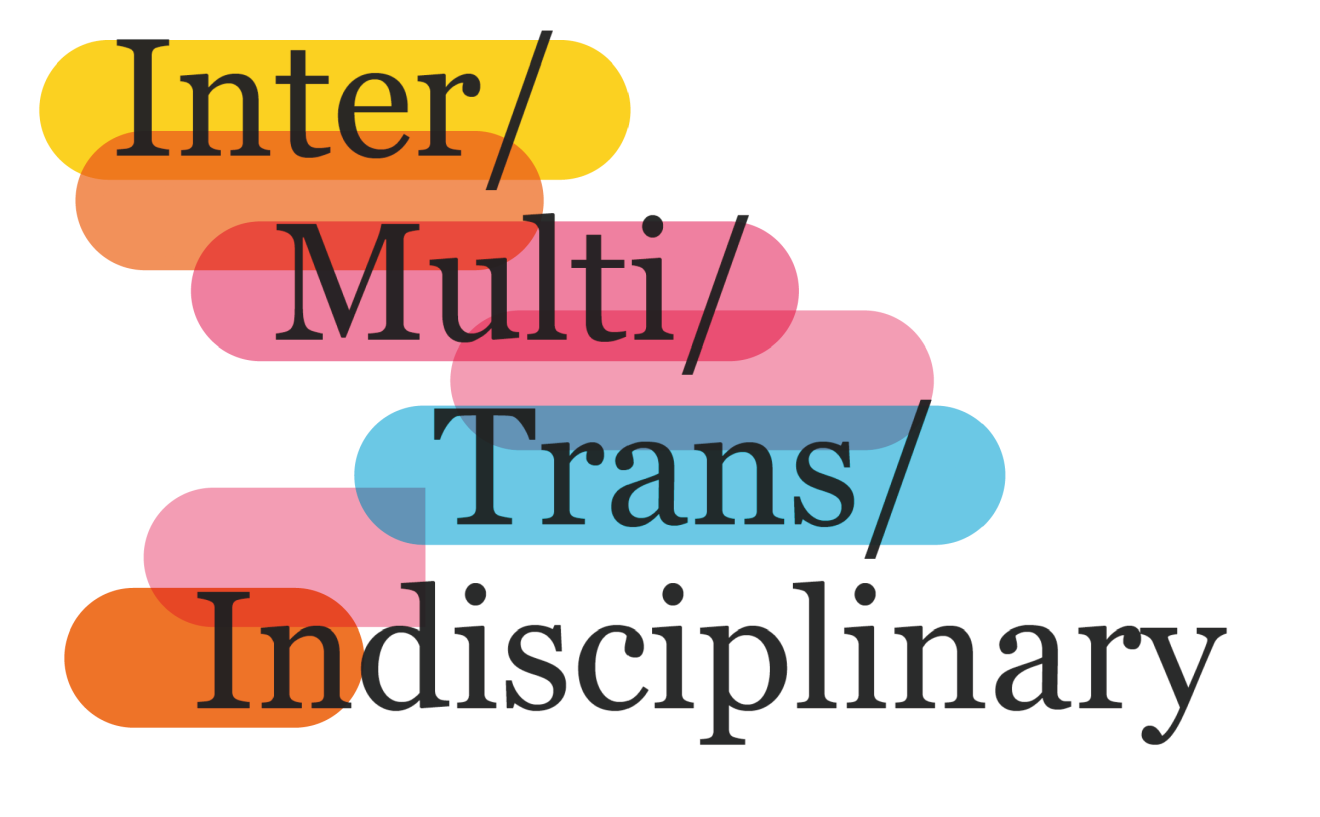 Inter/
Multi/
Trans/
Indisciplinary